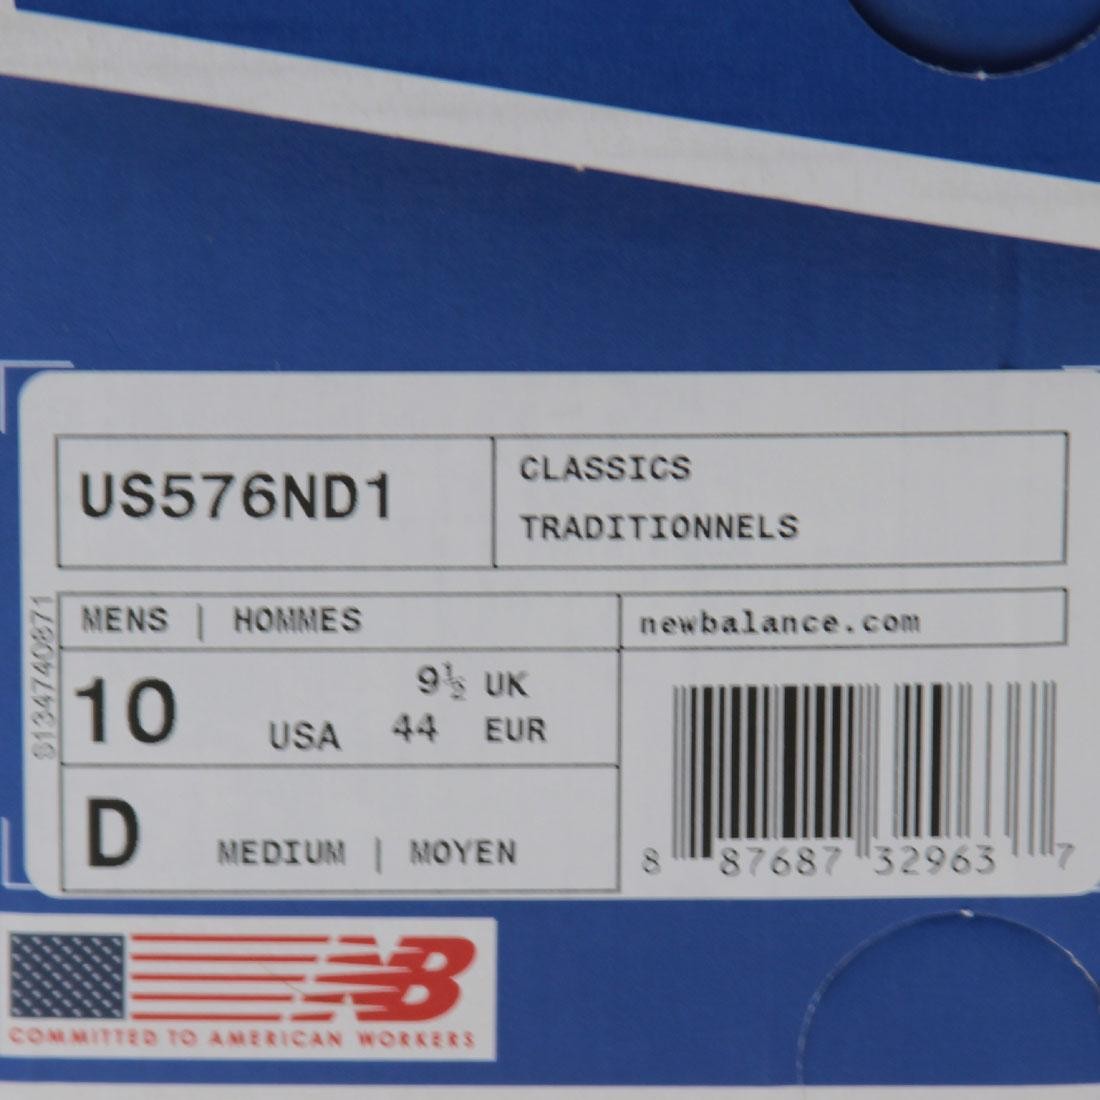 US576ND1
CLASSICS
TRADITIONNELS
8134740871
MENS | HOMMES
newbalance.com
10 USA 9½ UK
44 EUR
D MEDIUM | MOYEN
8 87687 32963 7
NB
COMMITTED TO AMERICAN WORKERS